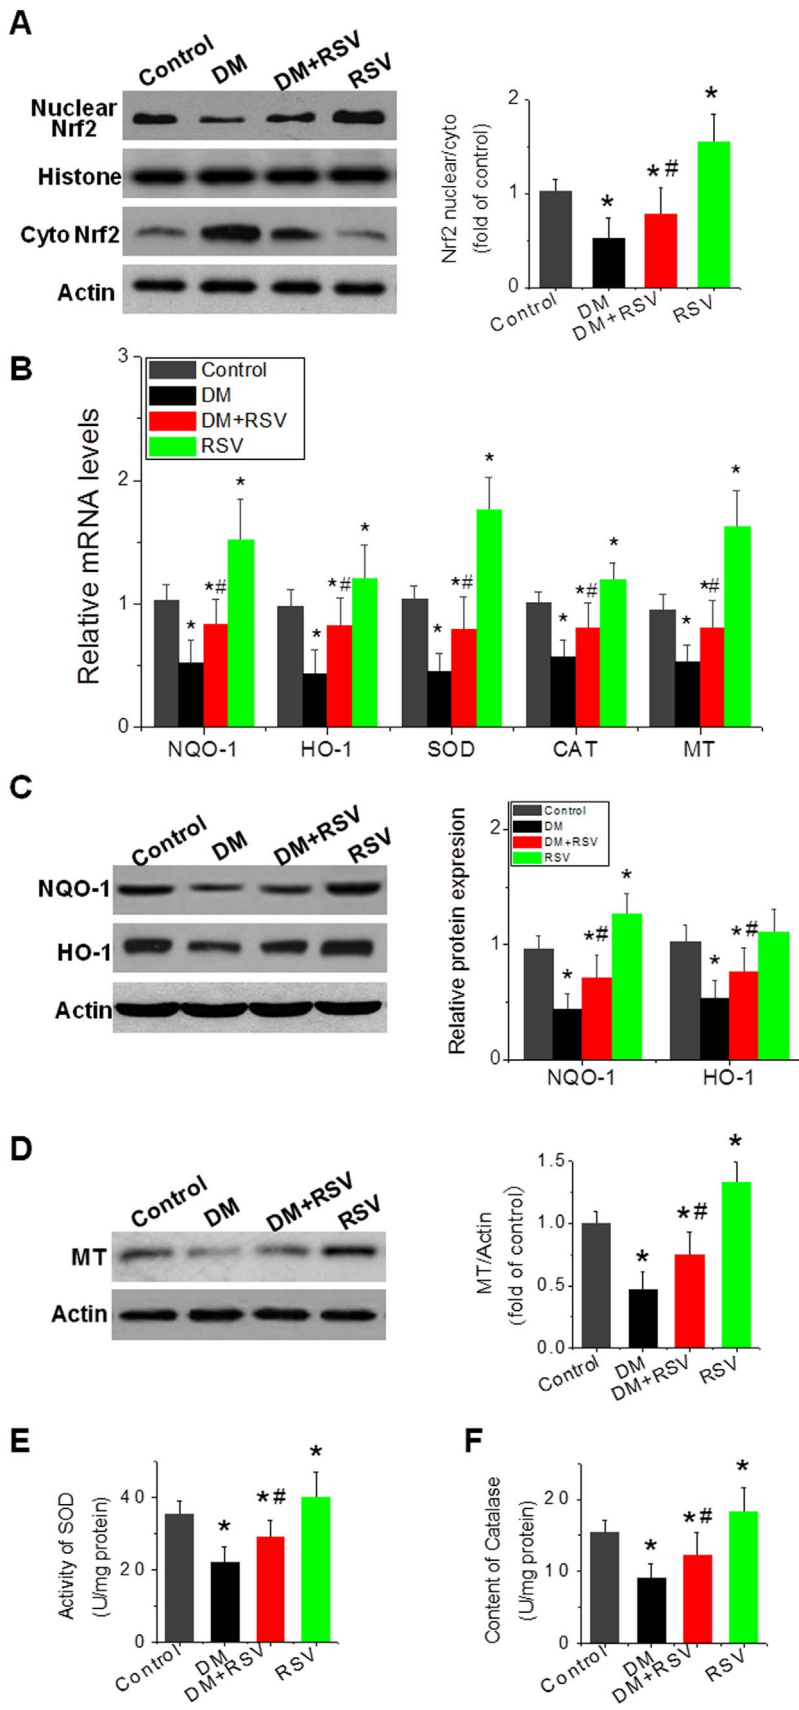 A
Control DM DM+RSV RSV
Nuclear
Nrf2
Histone
Cyto Nrf2
Actin
Nrf2 nuclear/cyto
(fold of control)
2
1
0
*
*
* #
*
Control DM DM+RSV RSV
B
Relative mRNA levels
3
2
1
0
Control
DM
DM+RSV
RSV
* *# *
* *# *
* *# *
* *# *
* *# *
NQO-1 HO-1 SOD CAT MT
C
Control DM DM+RSV RSV
NQO-1
HO-1
Actin
Relative protein expresion
2
1
0
Control
DM
DM+RSV
RSV
* *# *
* *#
NQO-1 HO-1
D
Control DM DM+RSV RSV
MT
Actin
MT/Actin
(fold of control)
1.5
1.0
0.5
0.0
* *# *
Control DM DM+RSV RSV
E
Activity of SOD
(U/mg protein)
40
20
0
* *# *
Control DM DM+RSV RSV
F
Content of Catalase
(U/mg protein)
20
10
0
* *# *
Control DM DM+RSV RSV